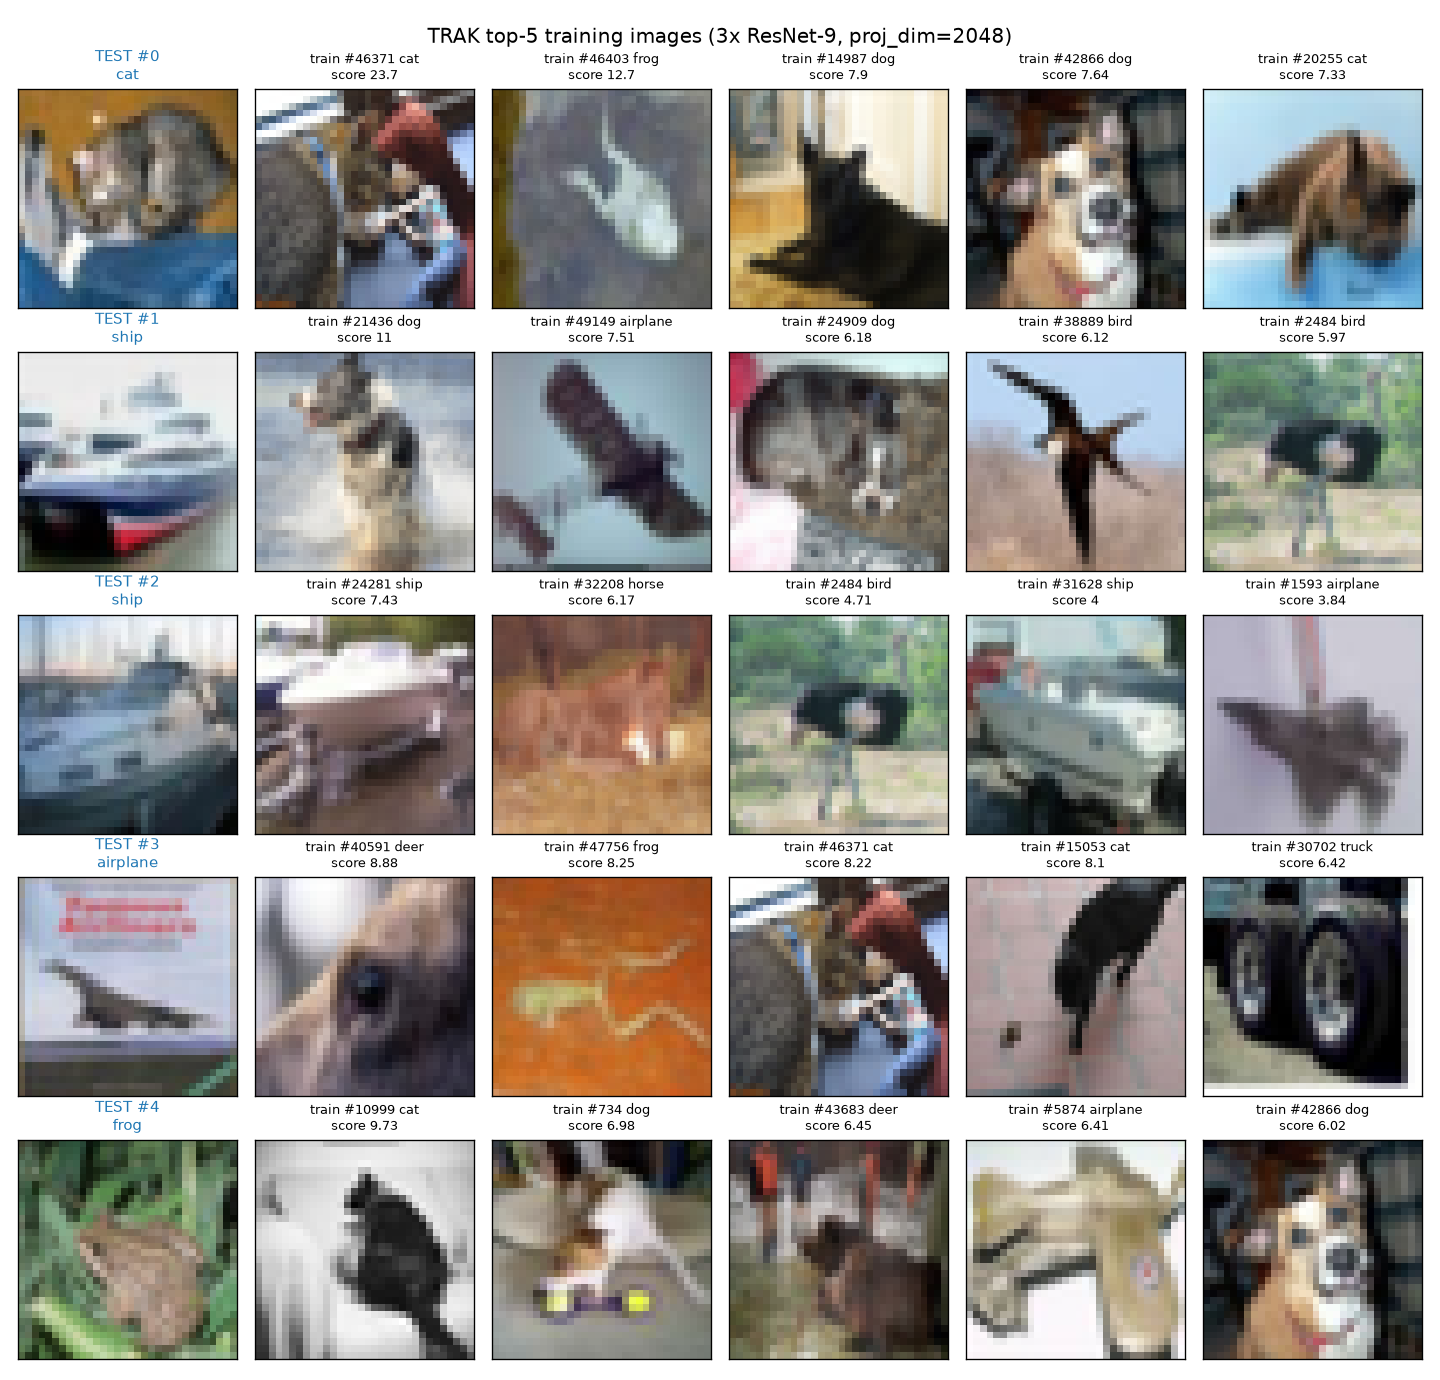 TRAK top-5 training images (3x ResNet-9, proj_dim=2048)
TEST #0
cat
train #46371 cat
score 23.7
train #46403 frog
score 12.7
train #14987 dog
score 7.9
train #42866 dog
score 7.64
train #20255 cat
score 7.33
TEST #1
ship
train #21436 dog
score 11
train #49149 airplane
score 7.51
train #24909 dog
score 6.18
train #38889 bird
score 6.12
train #2484 bird
score 5.97
TEST #2
ship
train #24281 ship
score 7.43
train #32208 horse
score 6.17
train #2484 bird
score 4.71
train #31628 ship
score 4
train #1593 airplane
score 3.84
TEST #3
airplane
train #40591 deer
score 8.88
train #47756 frog
score 8.25
train #46371 cat
score 8.22
train #15053 cat
score 8.1
train #30702 truck
score 6.42
TEST #4
frog
train #10999 cat
score 9.73
train #734 dog
score 6.98
train #43683 deer
score 6.45
train #5874 airplane
score 6.41
train #42866 dog
score 6.02